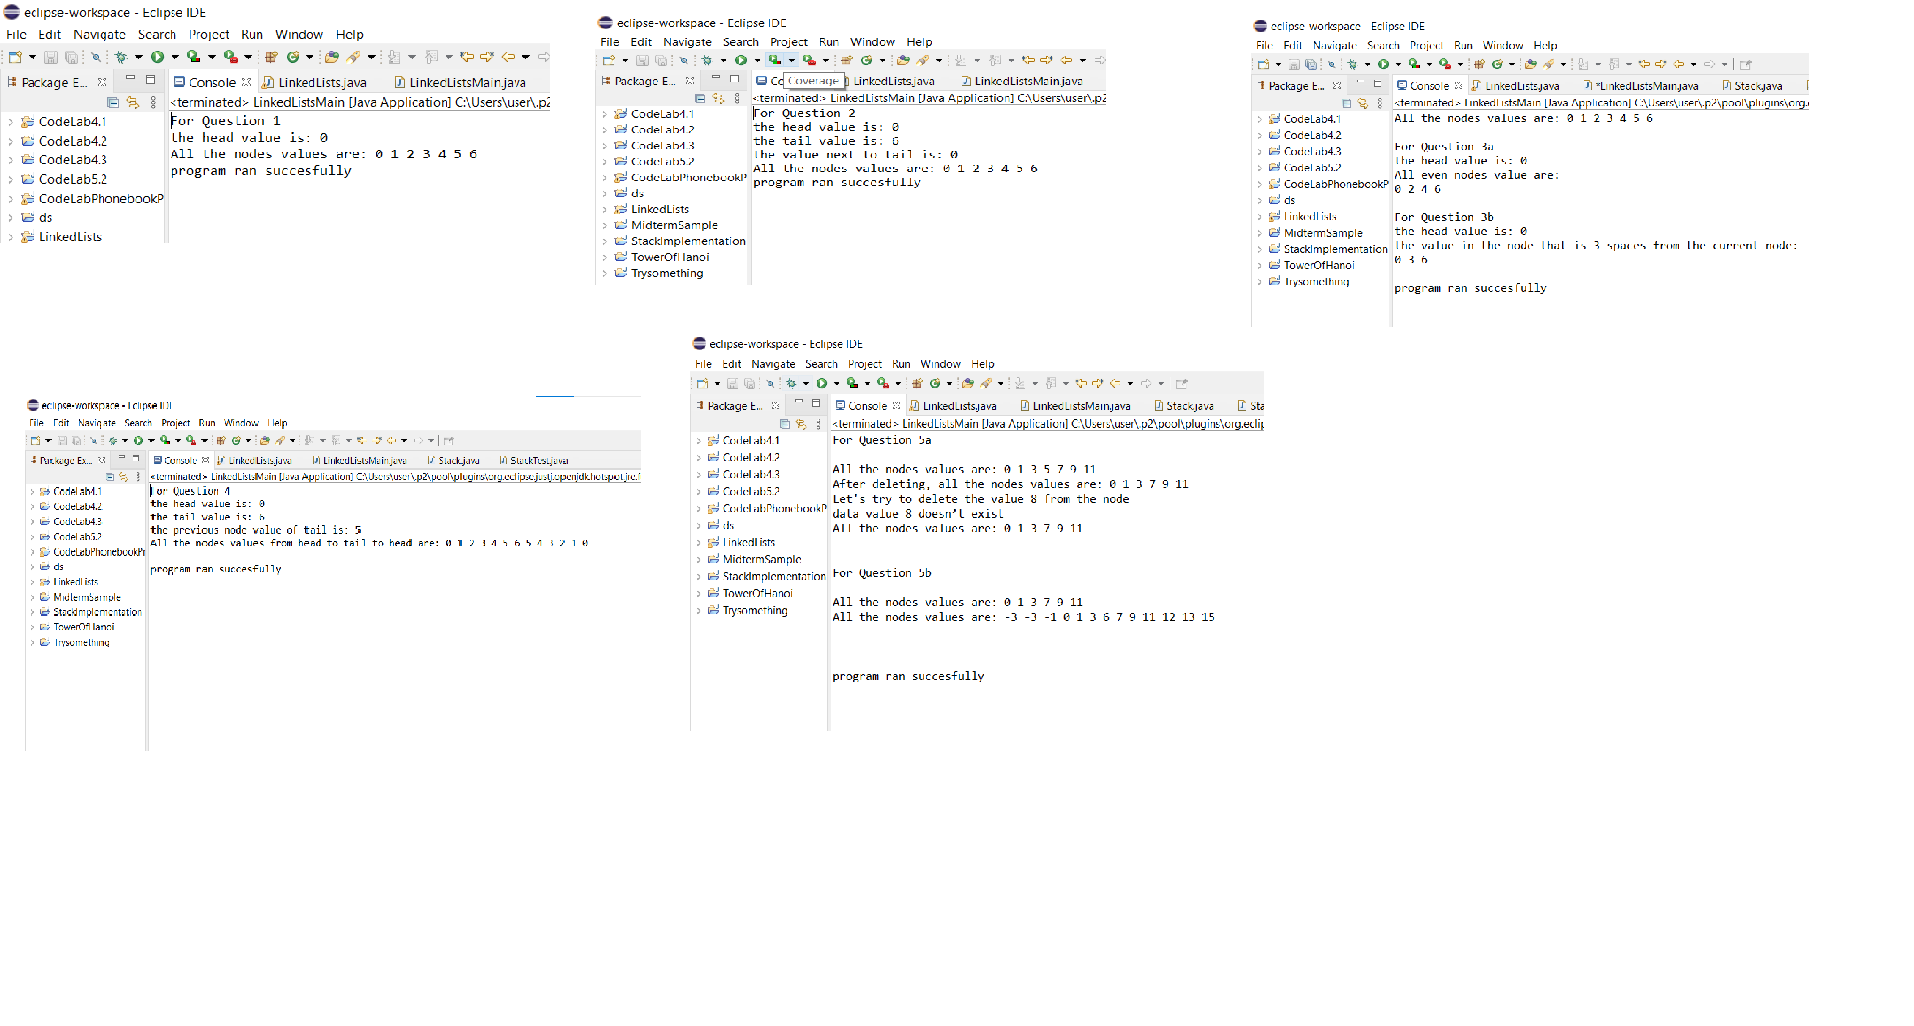 eclipse-workspace - Eclipse IDE
File Edit Navigate Search Project Run Window Help
Package E... Console LinkedLists.java LinkedListsMain.java
<terminated> LinkedListsMain [Java Application] C:\Users\user\.p2
CodeLab4.1
CodeLab4.2
CodeLab4.3
CodeLab5.2
CodeLabPhonebookP
ds
LinkedLists
For Question 1
the head value is: 0
All the nodes values are: 0 1 2 3 4 5 6
program ran succesfully
eclipse-workspace - Eclipse IDE
File Edit Navigate Search Project Run Window Help
Package E... Co Coverage LinkedLists.java LinkedListsMain.java
<terminated> LinkedListsMain [Java Application] C:\Users\user\.p2
CodeLab4.1
CodeLab4.2
CodeLab4.3
CodeLab5.2
CodeLabPhonebookP
ds
LinkedLists
MidtermSample
StackImplementation
TowerOfHanoi
Trysomething
For Question 2
the head value is: 0
the tail value is: 6
the value next to tail is: 0
All the nodes values are: 0 1 2 3 4 5 6
program ran succesfully
eclipse-workspace - Eclipse IDE
File Edit Navigate Search Project Run Window Help
Package E... Console LinkedLists.java *LinkedListsMain.java Stack.java
<terminated> LinkedListsMain [Java Application] C:\Users\user\.p2\pool\plugins\org.
CodeLab4.1
CodeLab4.2
CodeLab4.3
CodeLab5.2
CodeLabPhonebookP
ds
LinkedLists
MidtermSample
StackImplementation
TowerOfHanoi
Trysomething
All the nodes values are: 0 1 2 3 4 5 6
For Question 3a
the head value is: 0
All even nodes value are:
0 2 4 6
For Question 3b
the head value is: 0
the value in the node that is 3 spaces from the current node:
0 3 6
program ran succesfully
eclipse-workspace - Eclipse IDE
File Edit Navigate Search Project Run Window Help
Package Ex... Console LinkedLists.java LinkedListsMain.java Stack.java StackTest.java
<terminated> LinkedListsMain [Java Application] C:\Users\user\.p2\pool\plugins\org.eclipse.justj.openjdk.hotspot.jre.f
CodeLab4.1
CodeLab4.2
CodeLab4.3
CodeLab5.2
CodeLabPhonebookPr
ds
LinkedLists
MidtermSample
StackImplementation
TowerOfHanoi
Trysomething
For Question 4
the head value is: 0
the tail value is: 6
the previous node value of tail is: 5
All the nodes values from head to tail to head are: 0 1 2 3 4 5 6 5 4 3 2 1 0
program ran succesfully
eclipse-workspace - Eclipse IDE
File Edit Navigate Search Project Run Window Help
Package E... Console LinkedLists.java LinkedListsMain.java Stack.java Sta
<terminated> LinkedListsMain [Java Application] C:\Users\user\.p2\pool\plugins\org.eclip
CodeLab4.1
CodeLab4.2
CodeLab4.3
CodeLab5.2
CodeLabPhonebookP
ds
LinkedLists
MidtermSample
StackImplementation
TowerOfHanoi
Trysomething
For Question 5a
All the nodes values are: 0 1 3 5 7 9 11
After deleting, all the nodes values are: 0 1 3 7 9 11
Let's try to delete the value 8 from the node
data value 8 doesn't exist
All the nodes values are: 0 1 3 7 9 11
For Question 5b
All the nodes values are: 0 1 3 7 9 11
All the nodes values are: -3 -3 -1 0 1 3 6 7 9 11 12 13 15
program ran succesfully